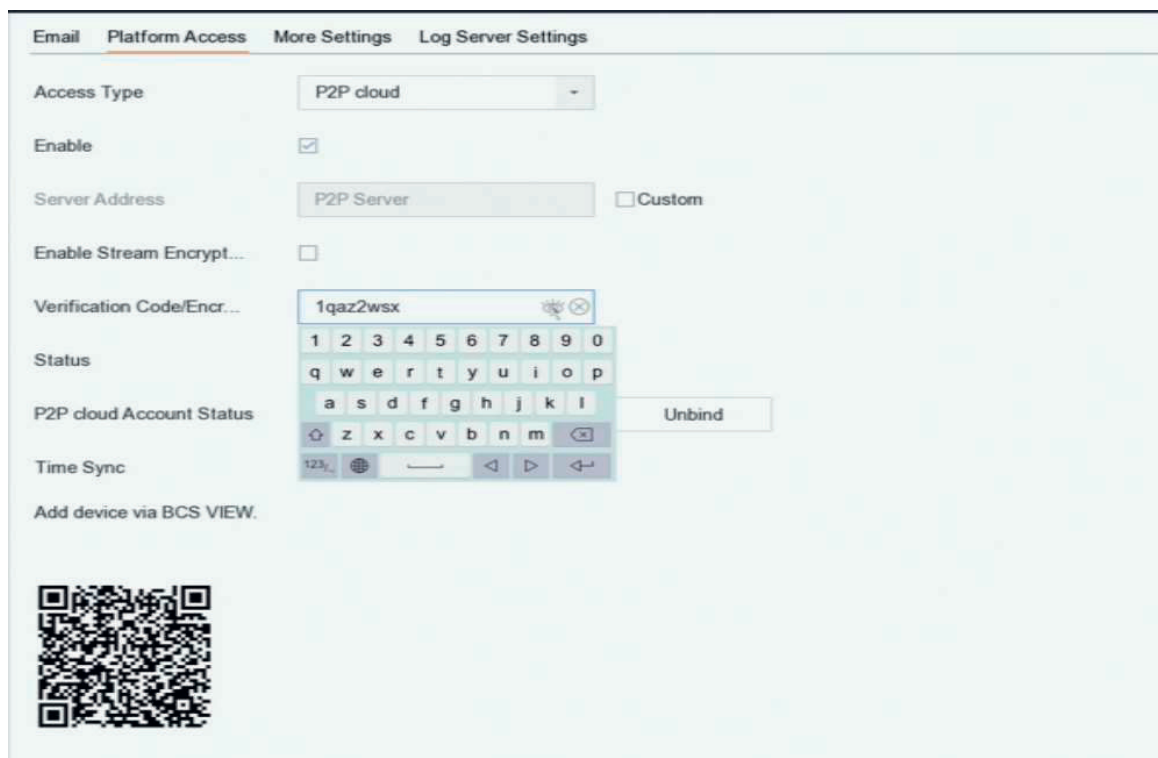 Email Platform Access More Settings Log Server Settings
Access Type P2P cloud
Enable
Server Address P2P Server Custom
Enable Stream Encrypt...
Verification Code/Encr... 1qaz2wsx
1 2 3 4 5 6 7 8 9 0
Status
q w e r t y u i o p
a s d f g h j k l
P2P cloud Account Status Unbind
z x c v b n m
Time Sync
Add device via BCS VIEW.